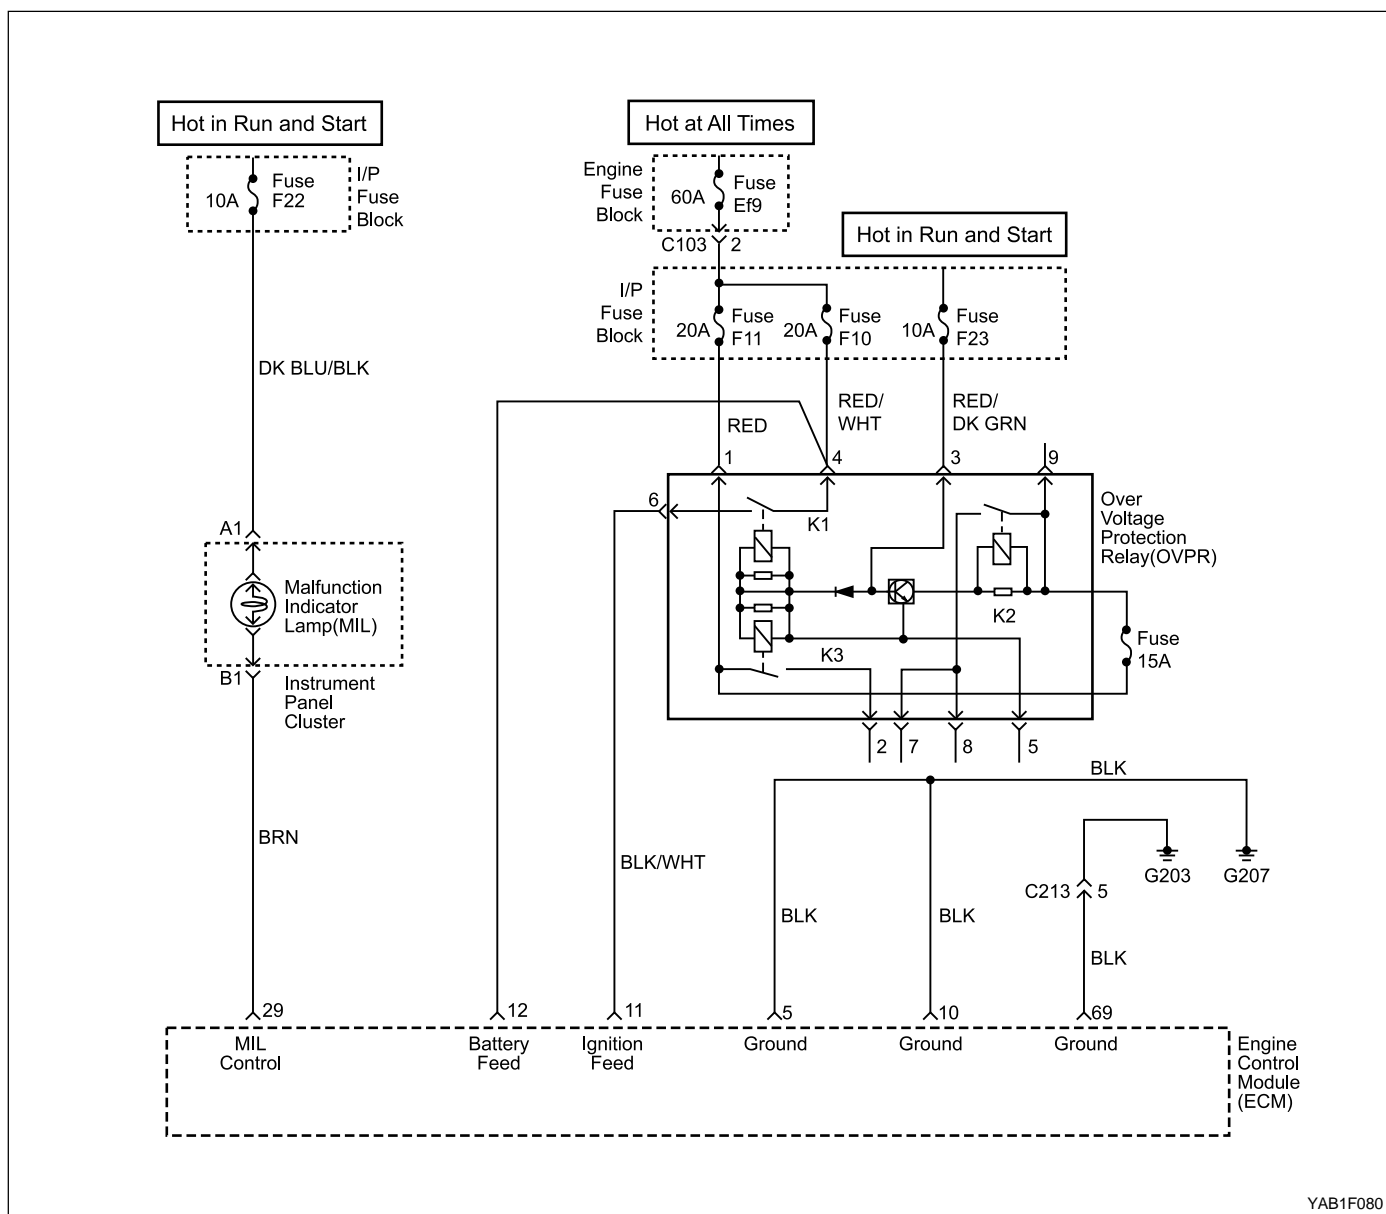 Hot in Run and Start
Hot at All Times
Hot in Run and Start
10A
Fuse
F22
I/P
Fuse
Block
Engine
Fuse
Block
60A
Fuse
Ef9
C103
2
I/P
Fuse
Block
20A
Fuse
F11
20A
Fuse
F10
10A
Fuse
F23
DK BLU/BLK
RED
RED/
WHT
RED/
DK GRN
1
4
3
9
6
K1
K2
K3
Over
Voltage
Protection
Relay(OVPR)
Fuse
15A
A1
Malfunction
Indicator
Lamp(MIL)
B1
Instrument
Panel
Cluster
2
7
8
5
BLK
BRN
BLK/WHT
G203
G207
C213
5
BLK
BLK
BLK
29
12
11
5
10
69
MIL
Control
Battery
Feed
Ignition
Feed
Ground
Ground
Ground
Engine
Control
Module
(ECM)
YAB1F080